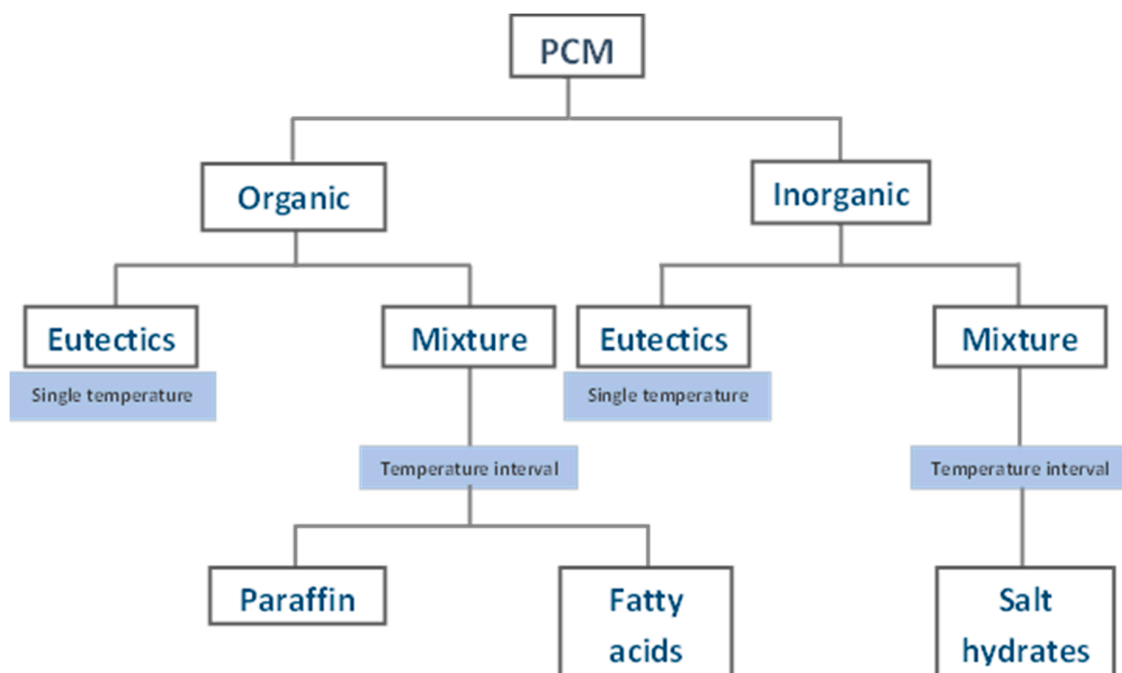 PCM
Organic
Inorganic
Eutectics
Mixture
Eutectics
Mixture
Single temperature
Single temperature
Temperature interval
Temperature interval
Paraffin
Fatty
acids
Salt
hydrates